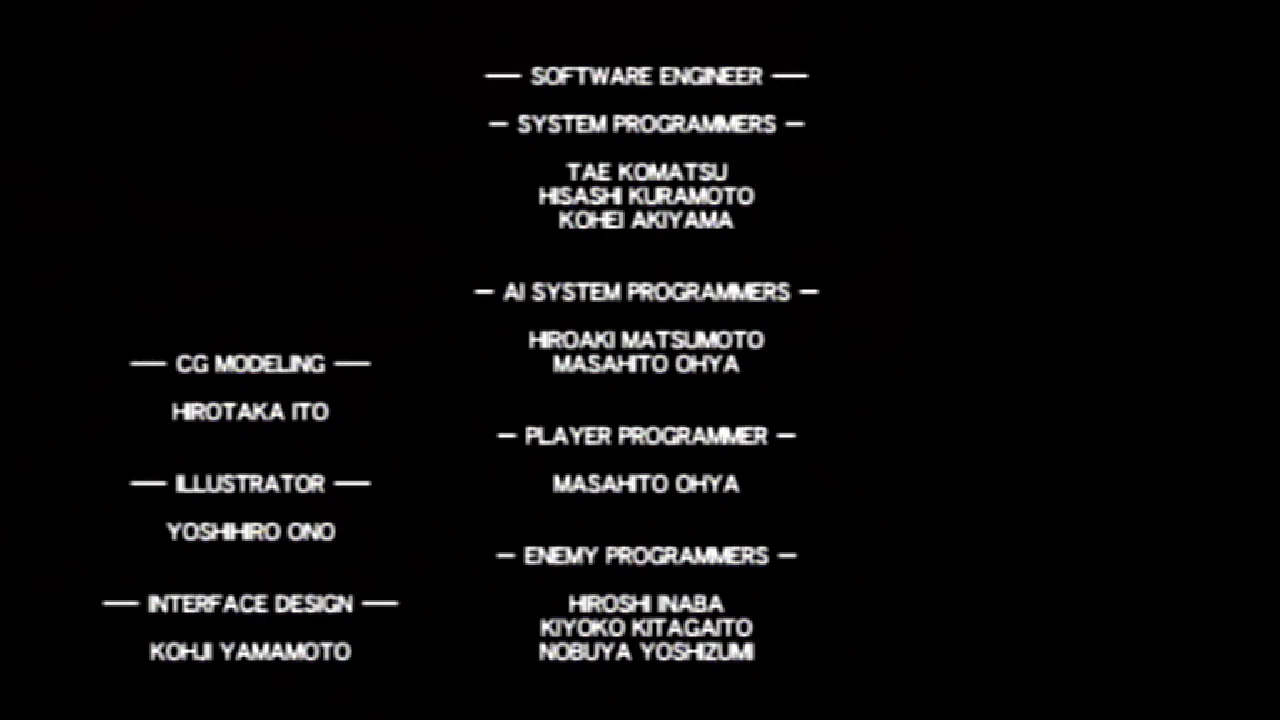 — CG MODELING —
HIROTAKA ITO
— ILLUSTRATOR —
YOSHIHIRO ONO
— INTERFACE DESIGN —
KOHJI YAMAMOTO
— SOFTWARE ENGINEER —
– SYSTEM PROGRAMMERS –
TAE KOMATSU
HISASHI KURAMOTO
KOHEI AKIYAMA
– AI SYSTEM PROGRAMMERS –
HIROAKI MATSUMOTO
MASAHITO OHYA
– PLAYER PROGRAMMER –
MASAHITO OHYA
– ENEMY PROGRAMMERS –
HIROSHI INABA
KIYOKO KITAGAITO
NOBUYA YOSHIZUMI